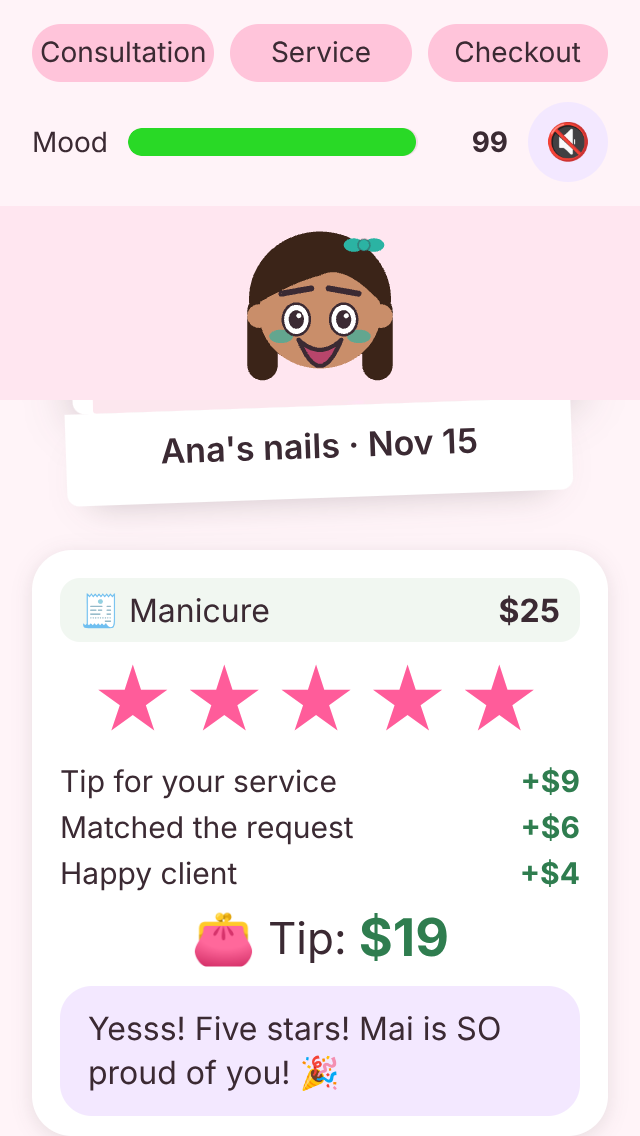 Consultation
Service
Checkout
Mood
99
Ana's nails · Nov 15
🧾 Manicure $25
Tip for your service +$9
Matched the request +$6
Happy client +$4
👛 Tip: $19
Yesss! Five stars! Mai is SO
proud of you! 🎉